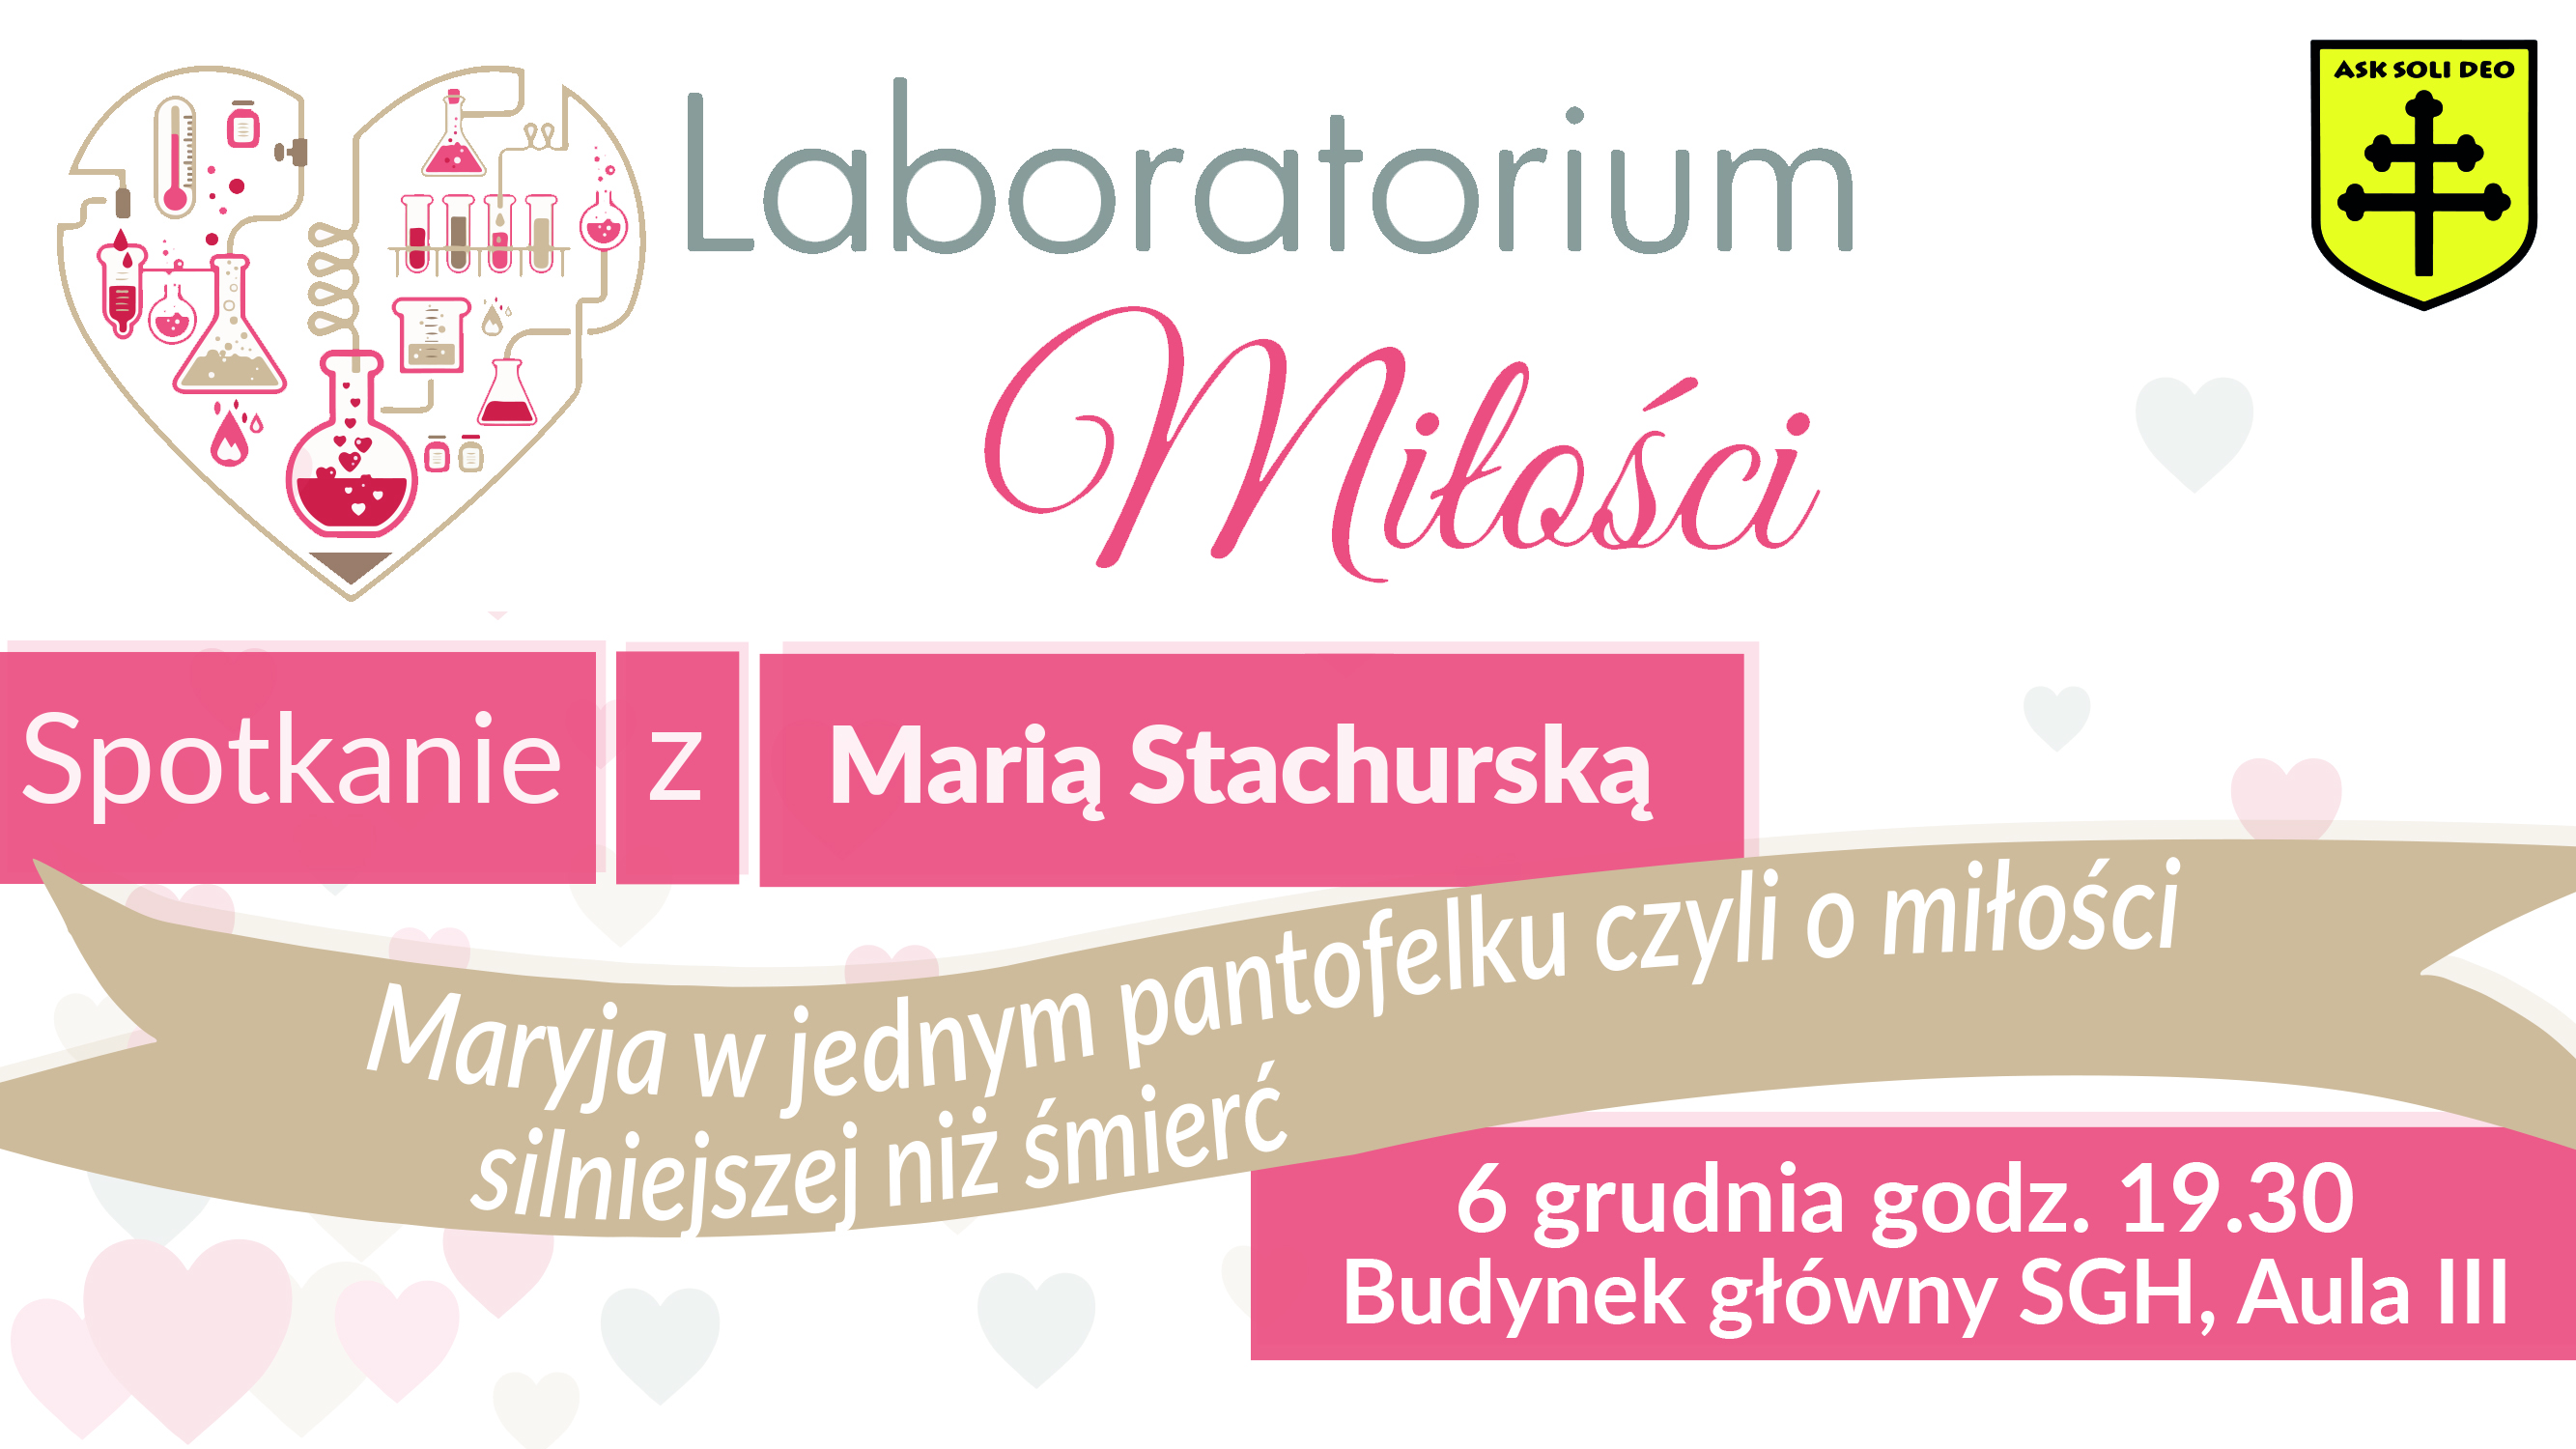 Laboratorium
Miłości
ASK SOLI DEO
Spotkanie z Marią Stachurską
Maryja w jednym pantofelku czyli o miłości
silniejszej niż śmierć
6 grudnia godz. 19.30
Budynek główny SGH, Aula III